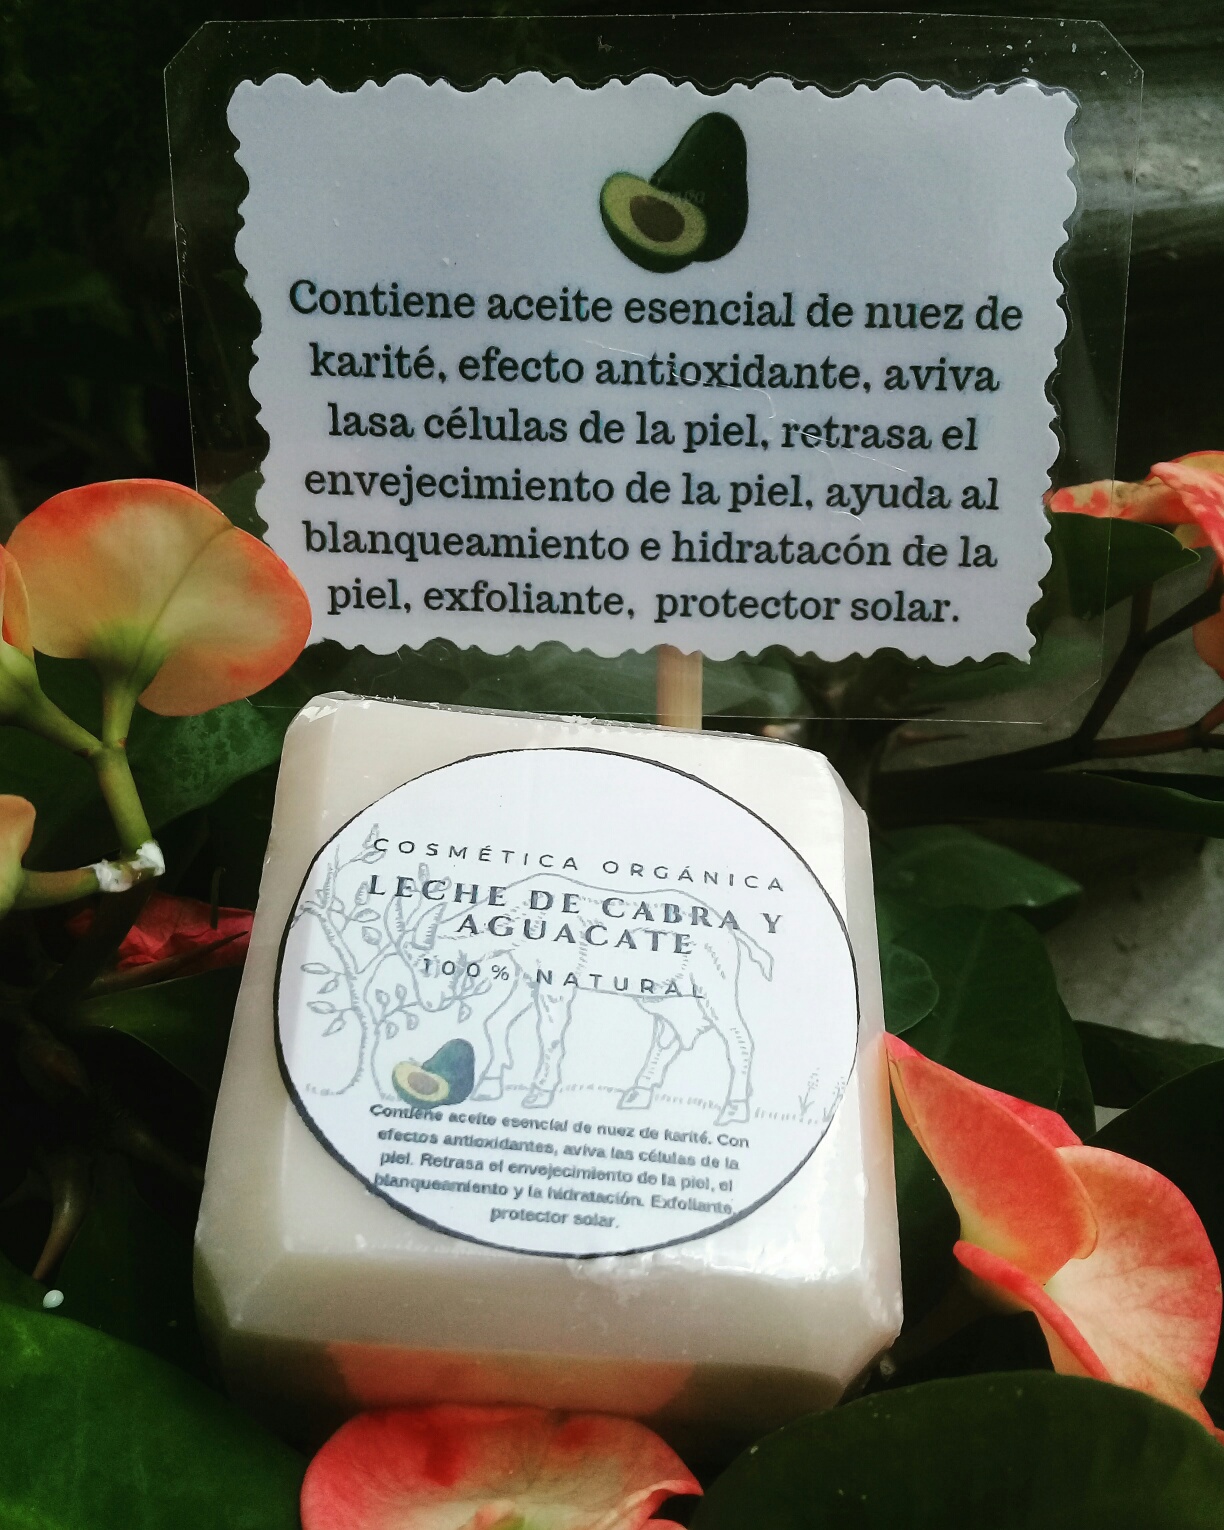 Contiene aceite esencial de nuez de
karité, efecto antioxidante, aviva
lasa células de la piel, retrasa el
envejecimiento de la piel, ayuda al
blanqueamiento e hidratacón de la
piel, exfoliante, protector solar.
COSMÉTICA ORGÁNICA
LECHE DE CABRA Y
AGUACATE
100% NATURAL
Contiene aceite esencial de nuez de karité. Con
efectos antioxidantes, aviva las células de la
piel. Retrasa el envejecimiento de la piel, el
blanqueamiento y la hidratación. Exfoliante,
protector solar.